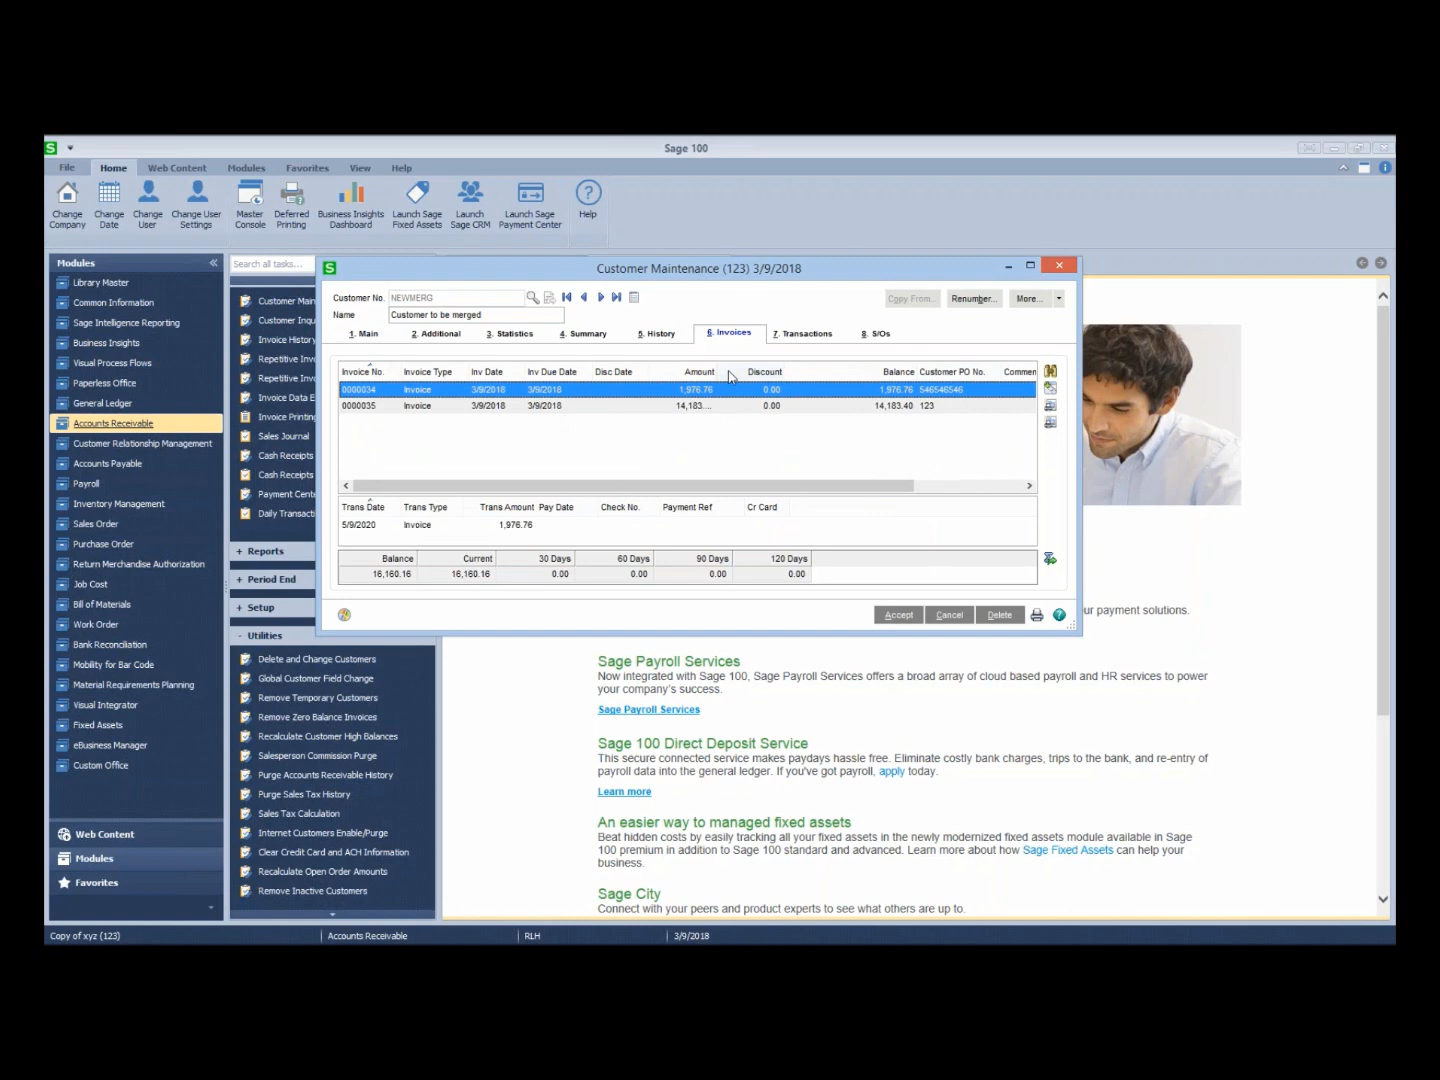 S
Sage 100
File Home Web Content Modules Favorites View Help
Change Company
Change Date
Change User
Change User Settings
Master Console
Deferred Printing
Business Insights Dashboard
Launch Sage Fixed Assets
Launch Sage CRM
Launch Sage Payment Center
Help
Modules
Library Master
Common Information
Sage Intelligence Reporting
Business Insights
Visual Process Flows
Paperless Office
General Ledger
Accounts Receivable
Customer Relationship Management
Accounts Payable
Payroll
Inventory Management
Sales Order
Purchase Order
Return Merchandise Authorization
Job Cost
Bill of Materials
Work Order
Bank Reconciliation
Mobility for Bar Code
Material Requirements Planning
Visual Integrator
Fixed Assets
eBusiness Manager
Custom Office
Web Content
Modules
Favorites
Search all tasks...
Customer Main
Customer Inqu
Invoice History
Repetitive Invo
Repetitive Invo
Invoice Data E
Invoice Printing
Sales Journal
Cash Receipts
Cash Receipts
Payment Cent
Daily Transacti
+ Reports
+ Period End
+ Setup
- Utilities
Delete and Change Customers
Global Customer Field Change
Remove Temporary Customers
Remove Zero Balance Invoices
Recalculate Customer High Balances
Salesperson Commission Purge
Purge Accounts Receivable History
Purge Sales Tax History
Sales Tax Calculation
Internet Customers Enable/Purge
Clear Credit Card and ACH Information
Recalculate Open Order Amounts
Remove Inactive Customers
S
Customer Maintenance (123) 3/9/2018
Customer No. NEWMERG
Copy From... Renumber... More...
Name Customer to be merged
1. Main 2. Additional 3. Statistics 4. Summary 5. History 6. Invoices 7. Transactions 8. S/Os
Invoice No. Invoice Type Inv Date Inv Due Date Disc Date Amount Discount Balance Customer PO No. Commen
0000034 Invoice 3/9/2018 3/9/2018 1,976.76 0.00 1,976.76 546546546
0000035 Invoice 3/9/2018 3/9/2018 14,183.... 0.00 14,183.40 123
Trans Date Trans Type Trans Amount Pay Date Check No. Payment Ref Cr Card
5/9/2020 Invoice 1,976.76
Balance Current 30 Days 60 Days 90 Days 120 Days
16,160.16 16,160.16 0.00 0.00 0.00 0.00
Accept Cancel Delete
ur payment solutions.
Sage Payroll Services
Now integrated with Sage 100, Sage Payroll Services offers a broad array of cloud based payroll and HR services to power
your company's success.
Sage Payroll Services
Sage 100 Direct Deposit Service
This secure connected service makes paydays hassle free. Eliminate costly bank charges, trips to the bank, and re-entry of
payroll data into the general ledger. If you've got payroll, apply today.
Learn more
An easier way to managed fixed assets
Beat hidden costs by easily tracking all your fixed assets in the newly modernized fixed assets module available in Sage
100 premium in addition to Sage 100 standard and advanced. Learn more about how Sage Fixed Assets can help your
business.
Sage City
Connect with your peers and product experts to see what others are up to.
Copy of xyz (123) Accounts Receivable RLH 3/9/2018